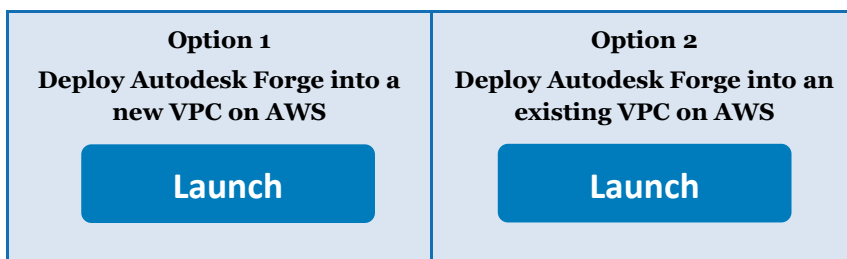 Option 1
Deploy Autodesk Forge into a
new VPC on AWS
Launch
Option 2
Deploy Autodesk Forge into an
existing VPC on AWS
Launch